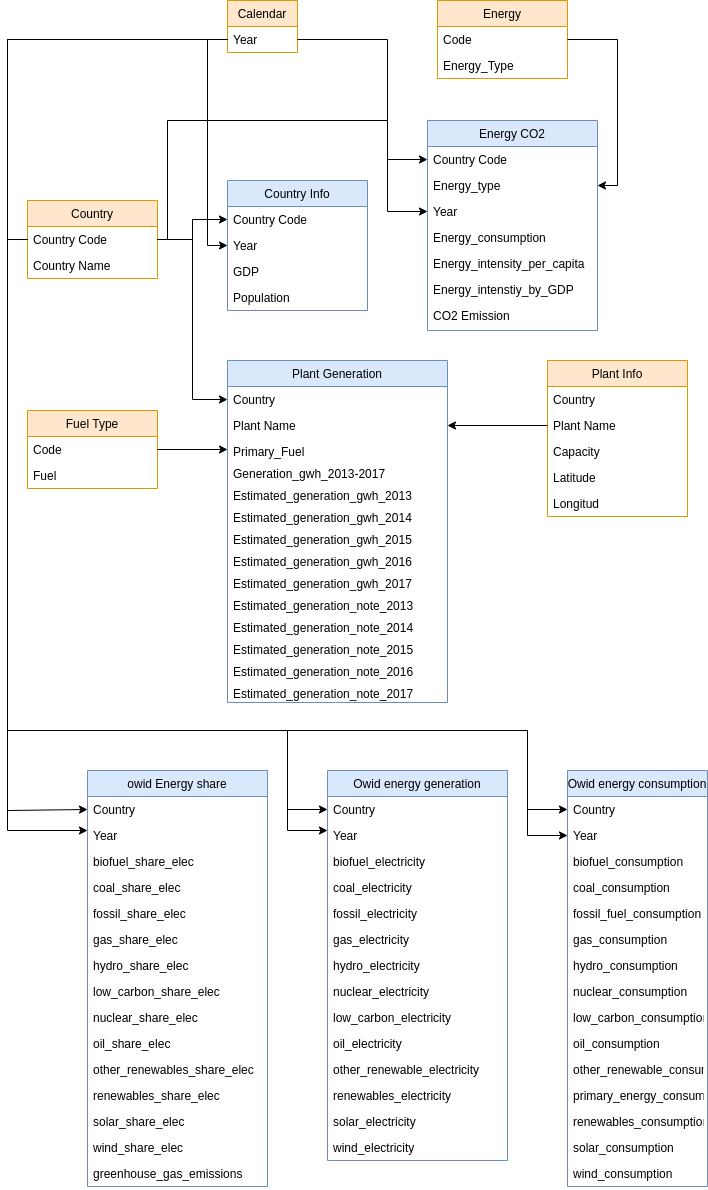 Calendar
Year
Energy
Code
Energy_Type
Energy CO2
Country Code
Energy_type
Year
Energy_consumption
Energy_intensity_per_capita
Energy_intenstiy_by_GDP
CO2 Emission
Country Info
Country Code
Year
GDP
Population
Country
Country Code
Country Name
Plant Generation
Country
Plant Name
Primary_Fuel
Generation_gwh_2013-2017
Estimated_generation_gwh_2013
Estimated_generation_gwh_2014
Estimated_generation_gwh_2015
Estimated_generation_gwh_2016
Estimated_generation_gwh_2017
Estimated_generation_note_2013
Estimated_generation_note_2014
Estimated_generation_note_2015
Estimated_generation_note_2016
Estimated_generation_note_2017
Plant Info
Country
Plant Name
Capacity
Latitude
Longitud
Fuel Type
Code
Fuel
owid Energy share
Country
Year
biofuel_share_elec
coal_share_elec
fossil_share_elec
gas_share_elec
hydro_share_elec
low_carbon_share_elec
nuclear_share_elec
oil_share_elec
other_renewables_share_elec
renewables_share_elec
solar_share_elec
wind_share_elec
greenhouse_gas_emissions
Owid energy generation
Country
Year
biofuel_electricity
coal_electricity
fossil_electricity
gas_electricity
hydro_electricity
nuclear_electricity
low_carbon_electricity
oil_electricity
other_renewable_electricity
renewables_electricity
solar_electricity
wind_electricity
Owid energy consumption
Country
Year
biofuel_consumption
coal_consumption
fossil_fuel_consumption
gas_consumption
hydro_consumption
nuclear_consumption
low_carbon_consumptio
oil_consumption
other_renewable_consu
primary_energy_consum
renewables_consumptio
solar_consumption
wind_consumption